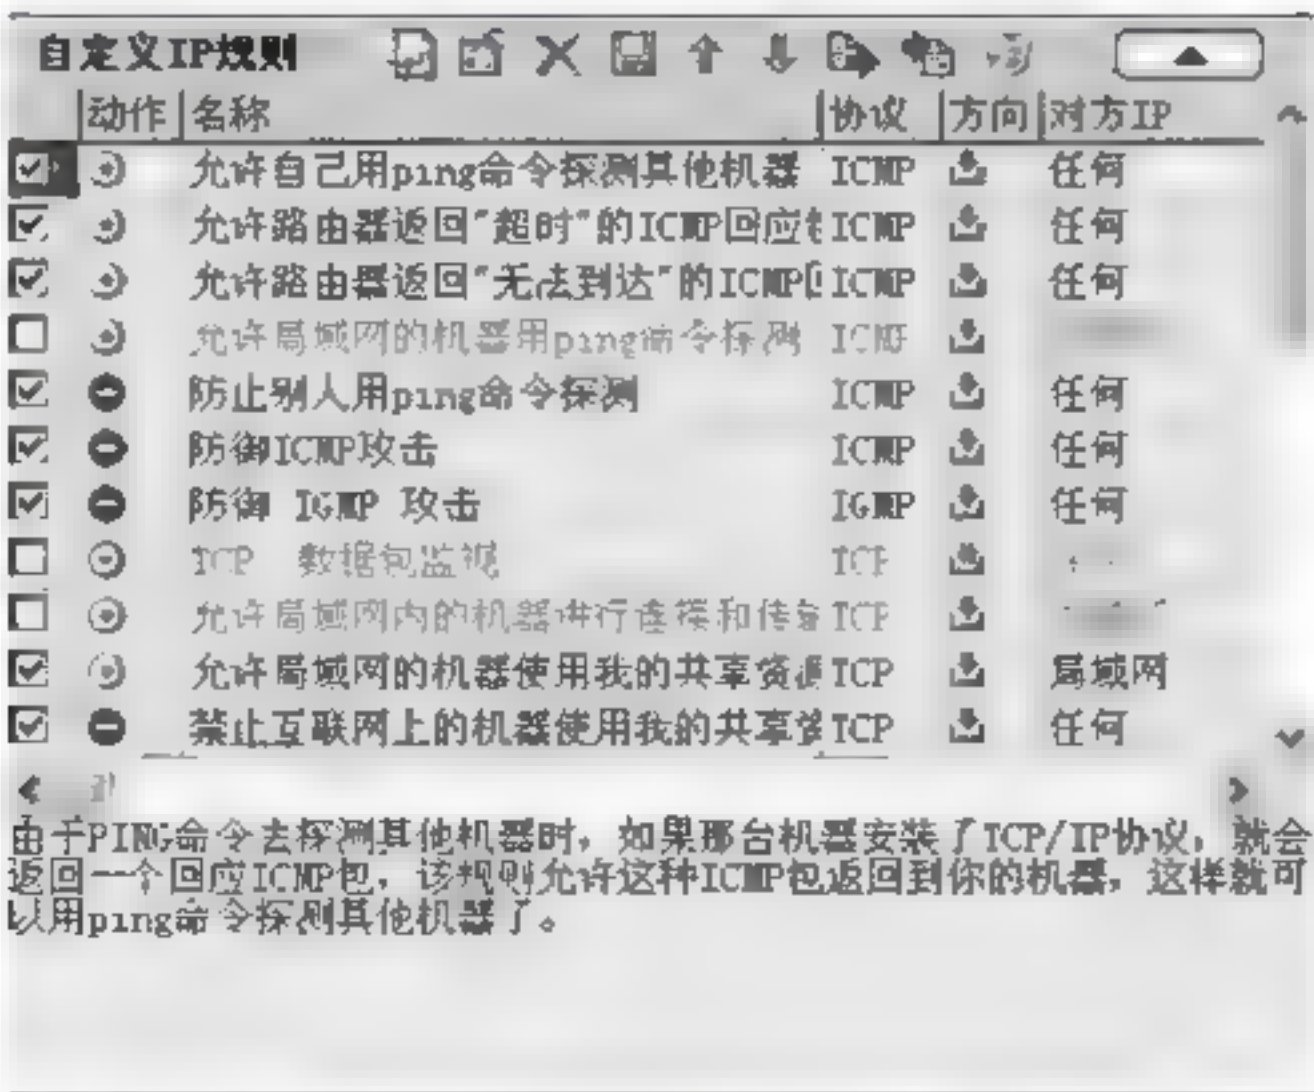 自定义IP规则
动作 名称 协议 方向 对方IP
允许自己用ping命令探测其他机器 ICMP 任何
允许路由器返回"超时"的ICMP回应 ICMP 任何
允许路由器返回"无法到达"的ICMP ICMP 任何
允许局域网的机器用ping命令探测 ICMP
防止别人用ping命令探测 ICMP 任何
防御ICMP攻击 ICMP 任何
防御 IGMP 攻击 IGMP 任何
TCP 数据包监视 TCP
允许局域网内的机器进行连接和传 TCP
允许局域网的机器使用我的共享资 TCP 局域网
禁止互联网上的机器使用我的共享 TCP 任何
由于PING命令去探测其他机器时，如果那台机器安装了TCP/IP协议，就会
返回一个回应ICMP包，该规则允许这种ICMP包返回到你的机器，这样就可
以用ping命令探测其他机器了。